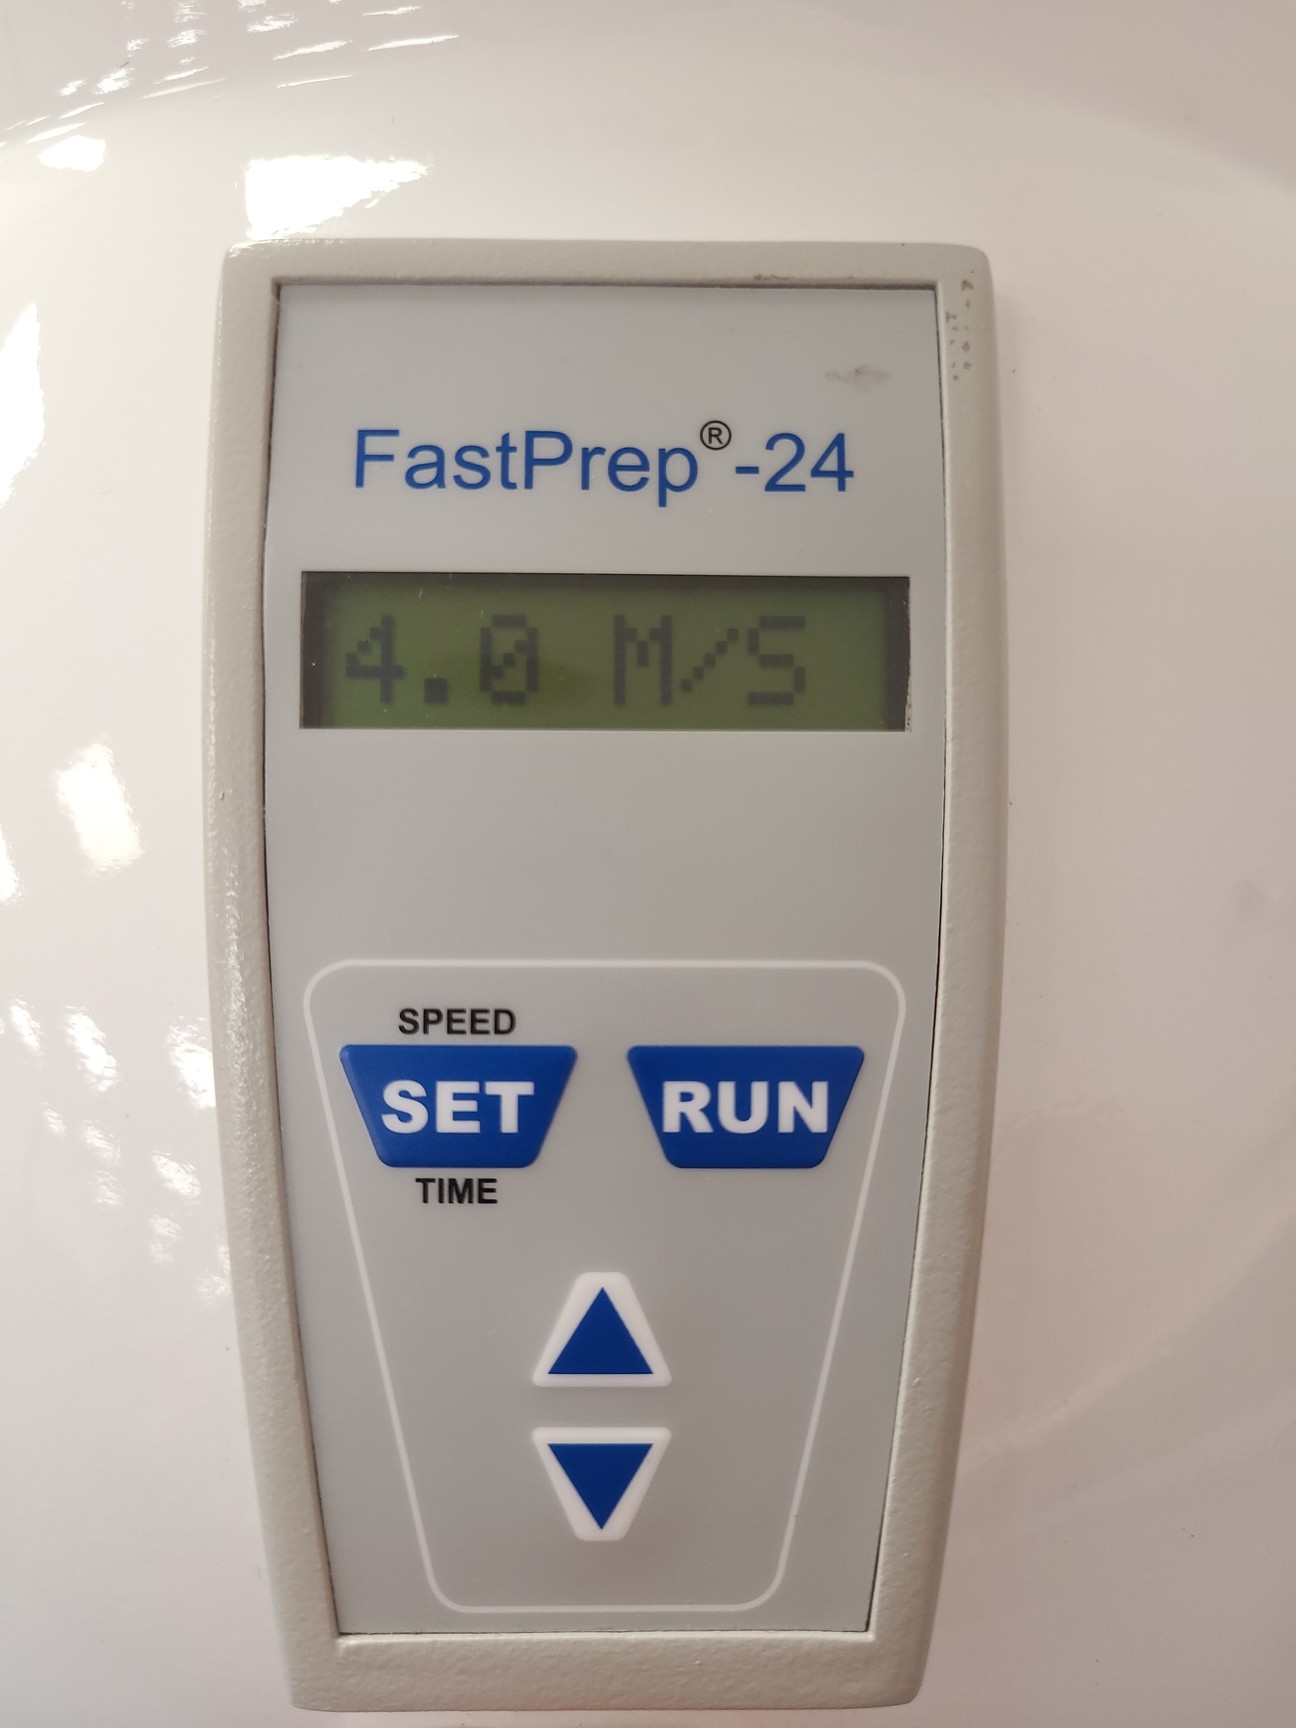 FastPrep®-24
4.0 M/S
SPEED
SET RUN
TIME